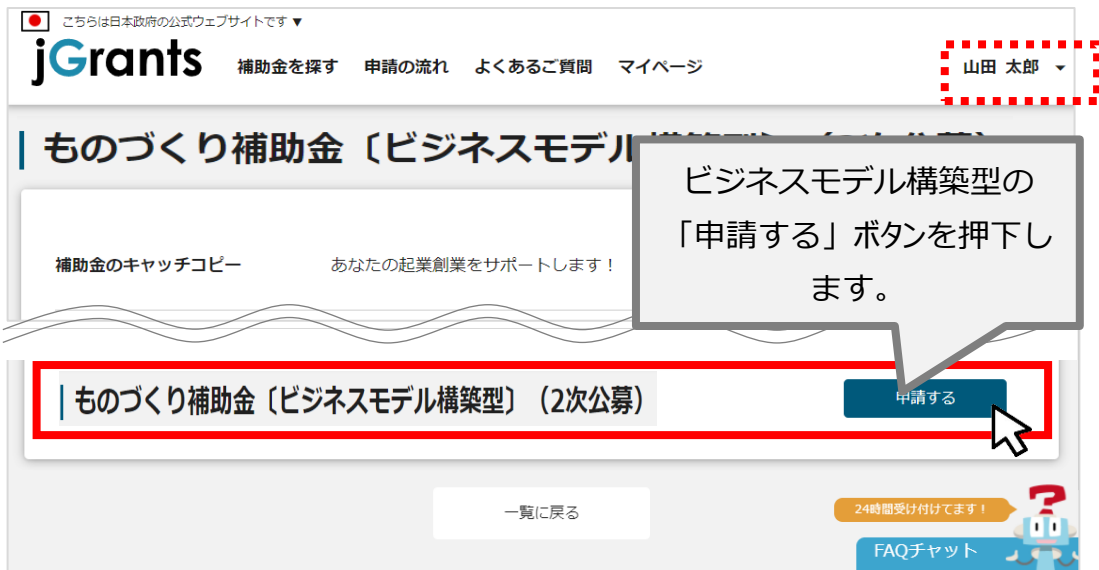 こちらは日本政府の公式ウェブサイトです ▼
jGrants 補助金を探す 申請の流れ よくあるご質問 マイページ 山田 太郎
ものづくり補助金〔ビジネスモデル
ビジネスモデル構築型の
「申請する」ボタンを押下し
ます。
補助金のキャッチコピー あなたの起業創業をサポートします！
ものづくり補助金〔ビジネスモデル構築型〕（2次公募） 申請する
一覧に戻る
24時間受け付けてます！
FAQチャット